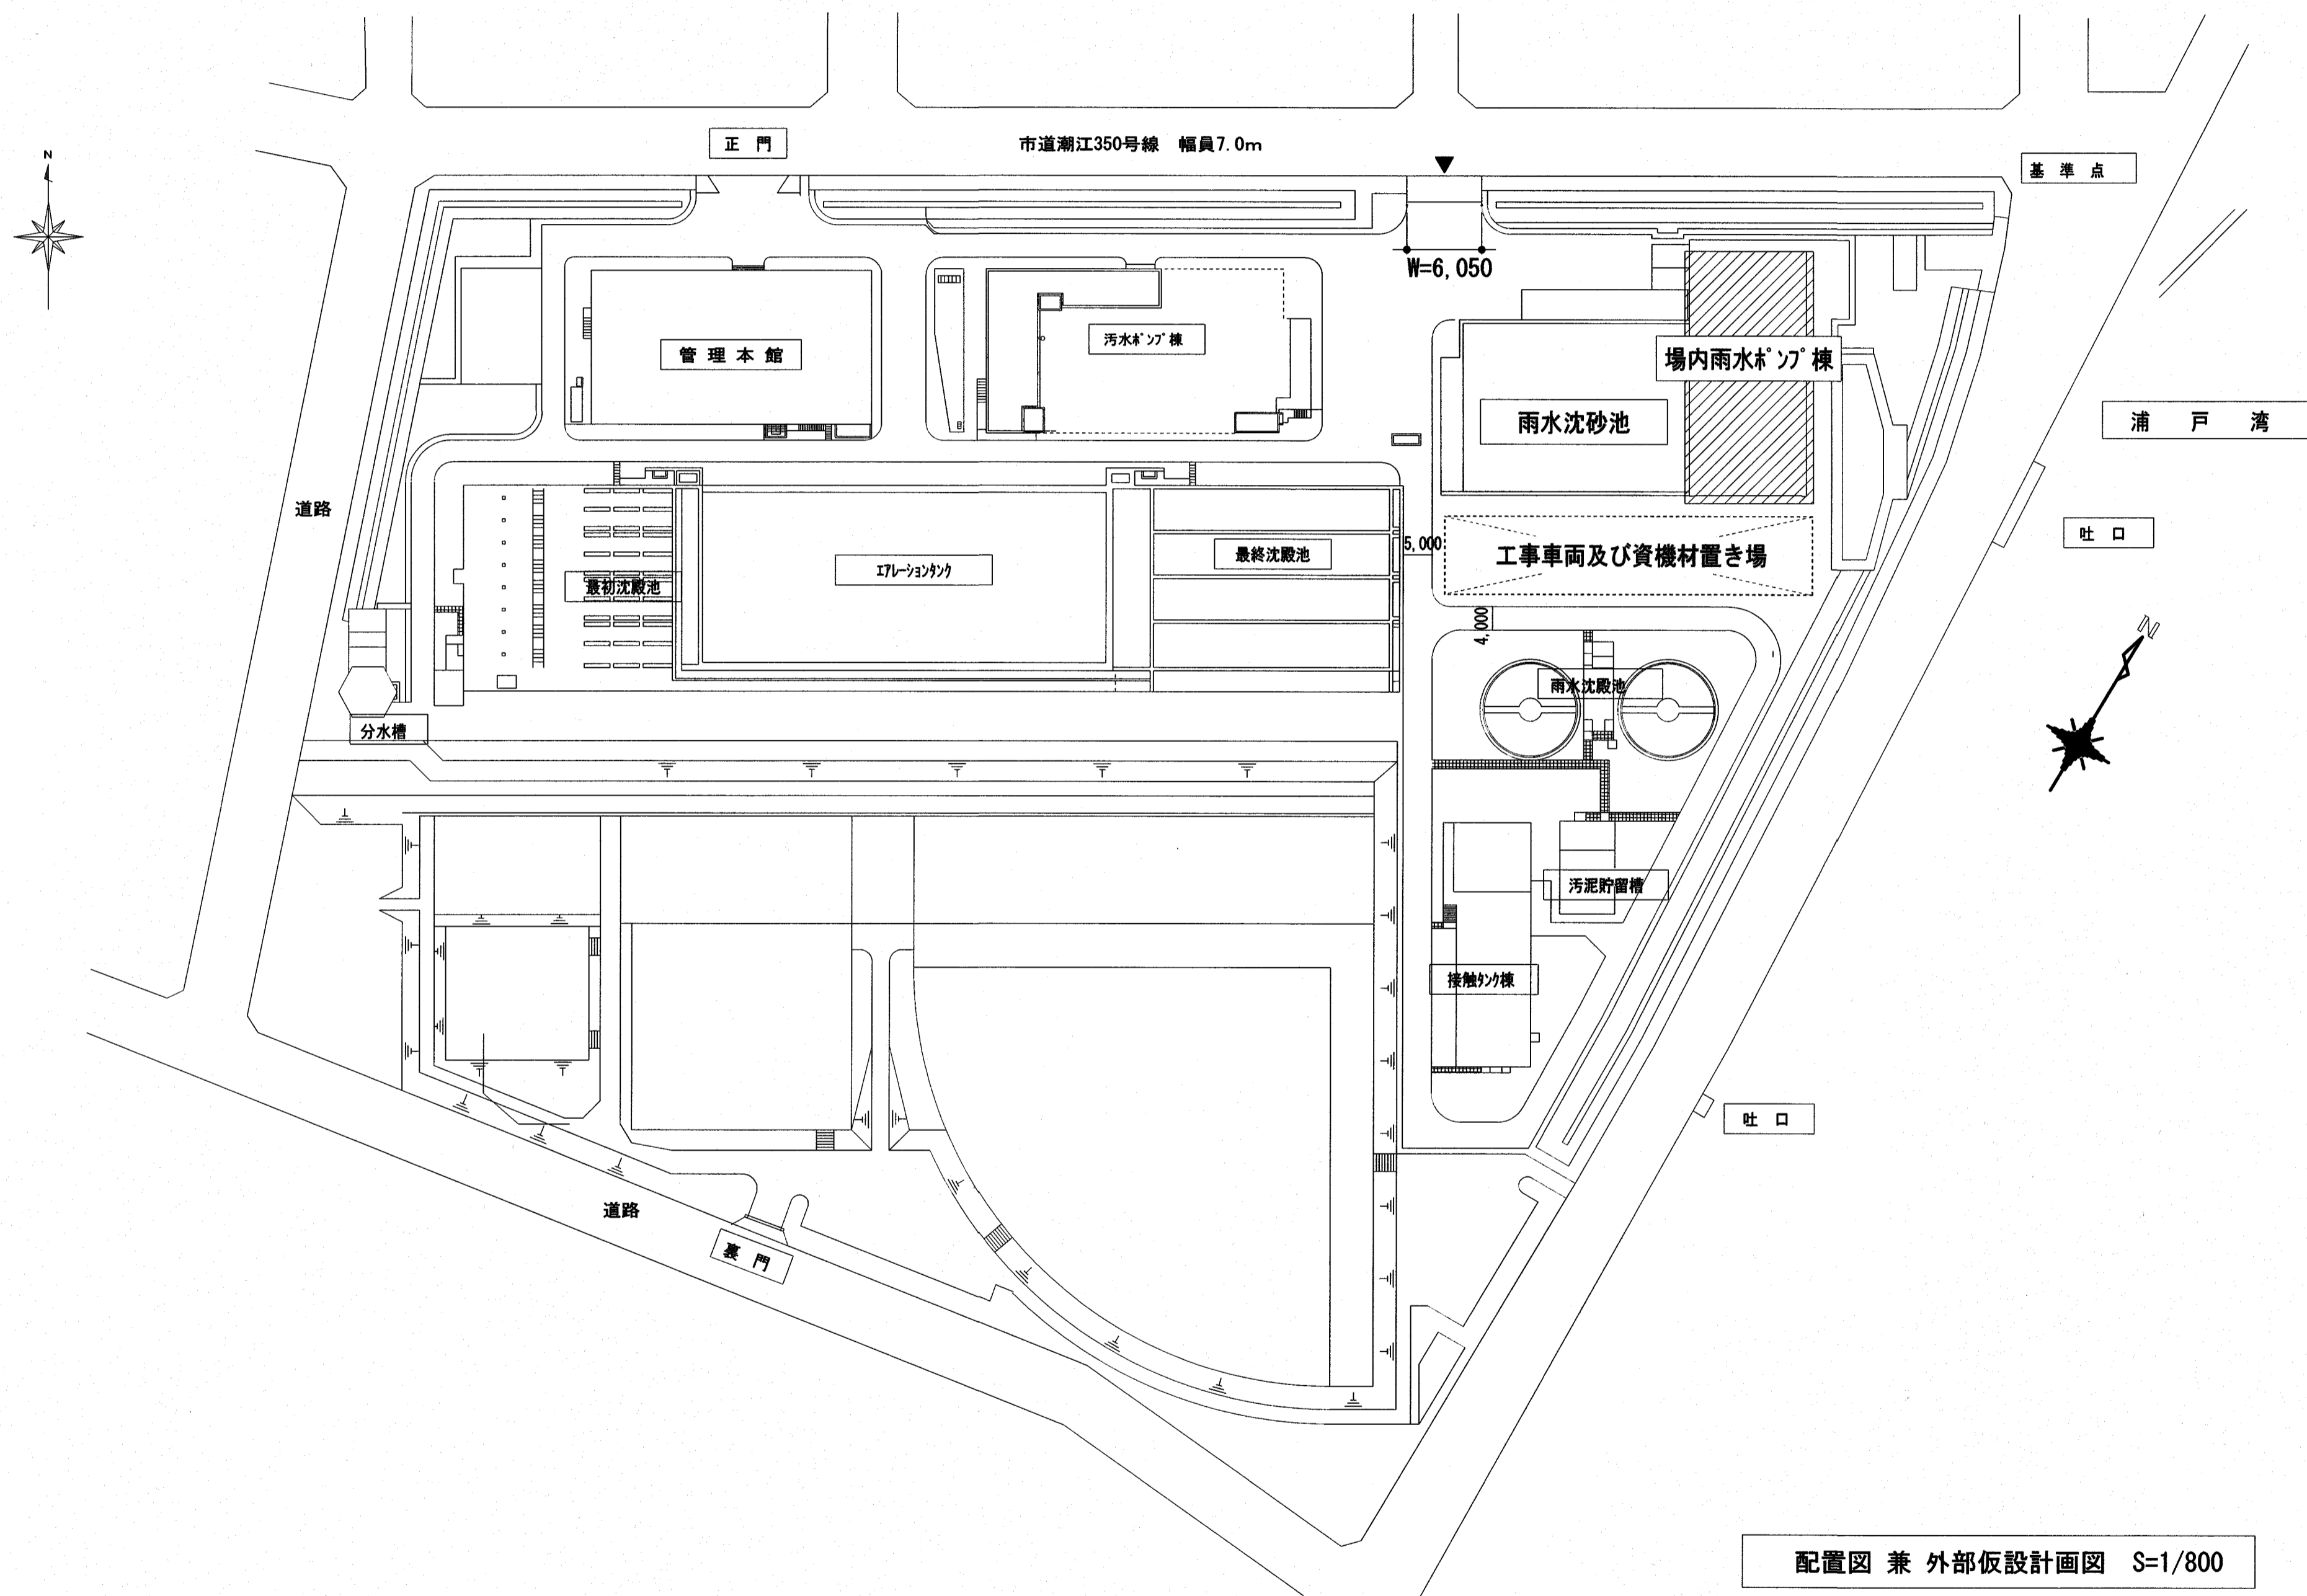 正 門
市道潮江350号線 幅員7.0m
基 準 点
N
W=6,050
管 理 本 館
汚水ﾎﾟﾝﾌﾟ棟
場内雨水ﾎﾟﾝﾌﾟ棟
雨水沈砂池
浦 戸 湾
道路
吐 口
5,000
工事車両及び資機材置き場
最初沈殿池
ｴｱﾚｰｼｮﾝﾀﾝｸ
最終沈殿池
4,000
N
雨水沈殿池
分水槽
汚泥貯留槽
接触ﾀﾝｸ棟
吐 口
道路
裏 門
配置図 兼 外部仮設計画図 S=1/800